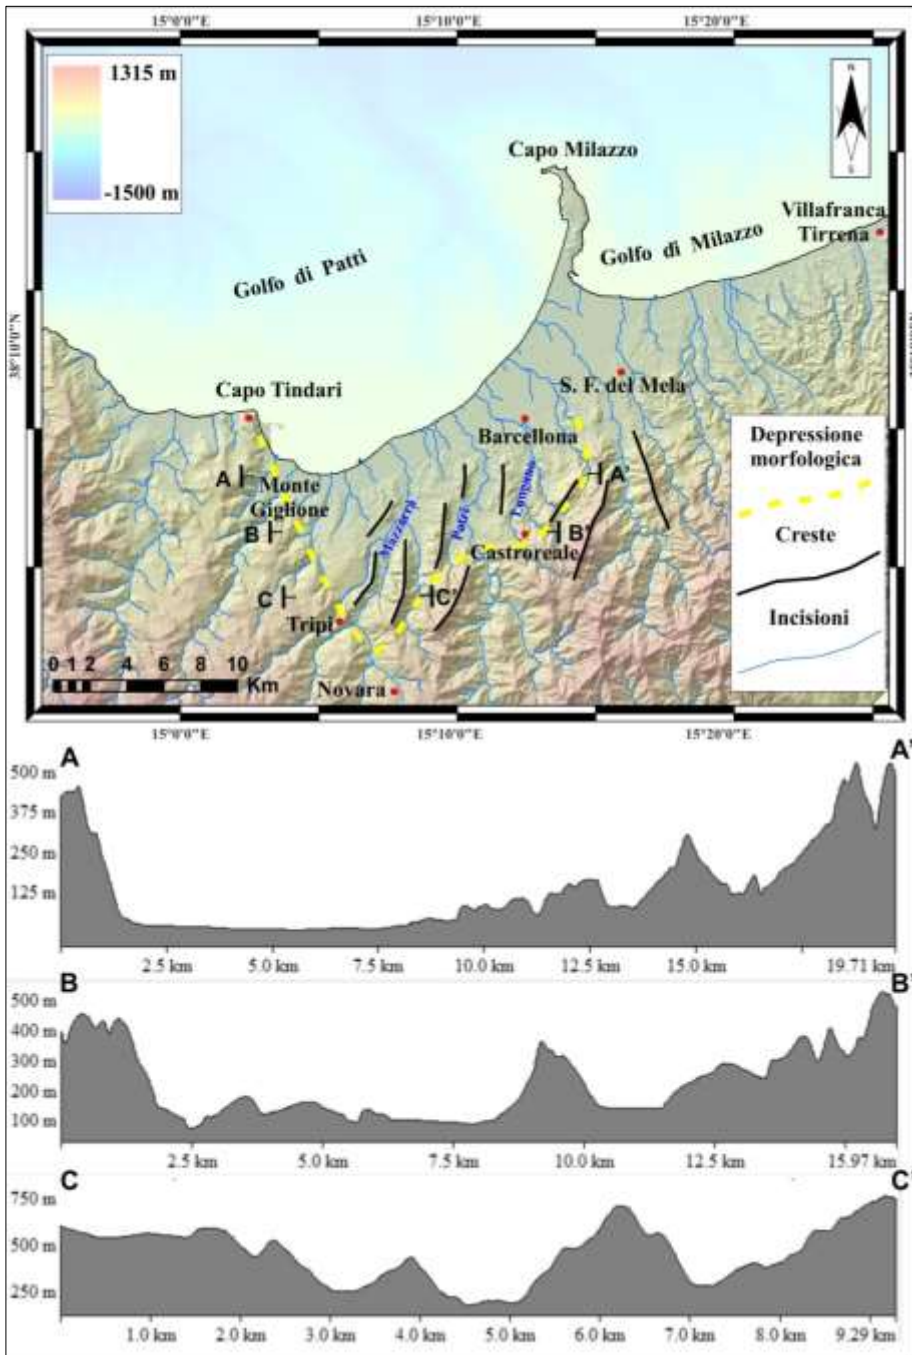 15°0'0"E 15°10'0"E 15°20'0"E
1315 m
-1500 m
N
S
Capo Milazzo
Villafranca
Tirrena
Golfo di Milazzo
Golfo di Patti
38°10'0"N
Capo Tindari
S. F. del Mela
Barcellona
Depressione
morfologica
A
A'
Monte
Giglione
Mazzarrà
Patrì
Longano
B
B'
Castroreale
Creste
C
C'
Tripi
Incisioni
0 1 2 4 6 8 10
Km
Novara
15°0'0"E 15°10'0"E 15°20'0"E
A A'
500 m
375 m
250 m
125 m
2.5 km 5.0 km 7.5 km 10.0 km 12.5 km 15.0 km 19.71 km
B B'
500 m
400 m
300 m
200 m
100 m
2.5 km 5.0 km 7.5 km 10.0 km 12.5 km 15.97 km
C C'
750 m
500 m
250 m
1.0 km 2.0 km 3.0 km 4.0 km 5.0 km 6.0 km 7.0 km 8.0 km 9.29 km